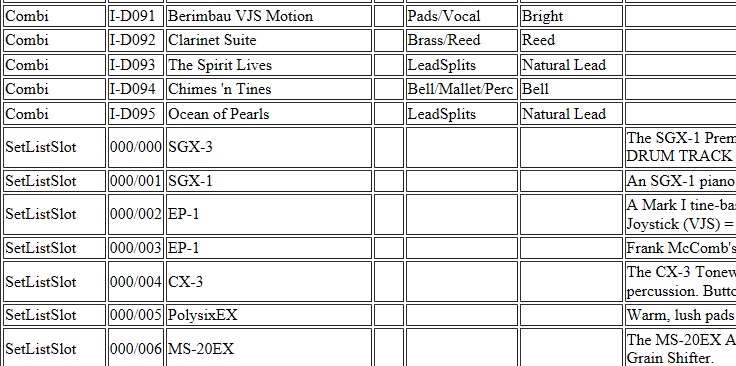 Combi I-D091 Berimbau VJS Motion Pads/Vocal Bright
Combi I-D092 Clarinet Suite Brass/Reed Reed
Combi I-D093 The Spirit Lives LeadSplits Natural Lead
Combi I-D094 Chimes 'n Tines Bell/Mallet/Perc Bell
Combi I-D095 Ocean of Pearls LeadSplits Natural Lead
SetListSlot 000/000 SGX-3 The SGX-1 Prem
DRUM TRACK
SetListSlot 000/001 SGX-1 An SGX-1 piano
SetListSlot 000/002 EP-1 A Mark I tine-ba
Joystick (VJS) =
SetListSlot 000/003 EP-1 Frank McComb's
SetListSlot 000/004 CX-3 The CX-3 Tonew
percussion. Butto
SetListSlot 000/005 PolysixEX Warm, lush pads
SetListSlot 000/006 MS-20EX The MS-20EX A
Grain Shifter.